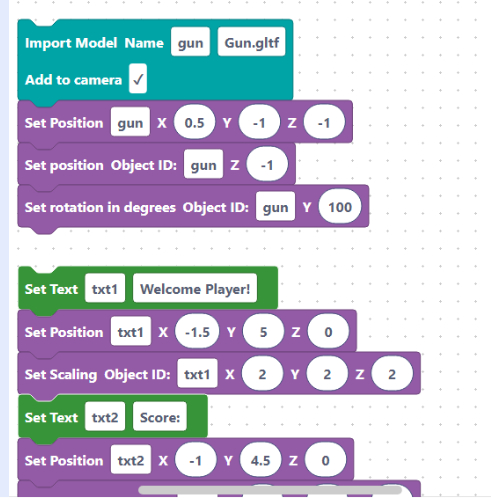 Import Model Name gun Gun.gltf
Add to camera ✓
Set Position gun X 0.5 Y -1 Z -1
Set position Object ID: gun Z -1
Set rotation in degrees Object ID: gun Y 100
Set Text txt1 Welcome Player!
Set Position txt1 X -1.5 Y 5 Z 0
Set Scaling Object ID: txt1 X 2 Y 2 Z 2
Set Text txt2 Score:
Set Position txt2 X -1 Y 4.5 Z 0